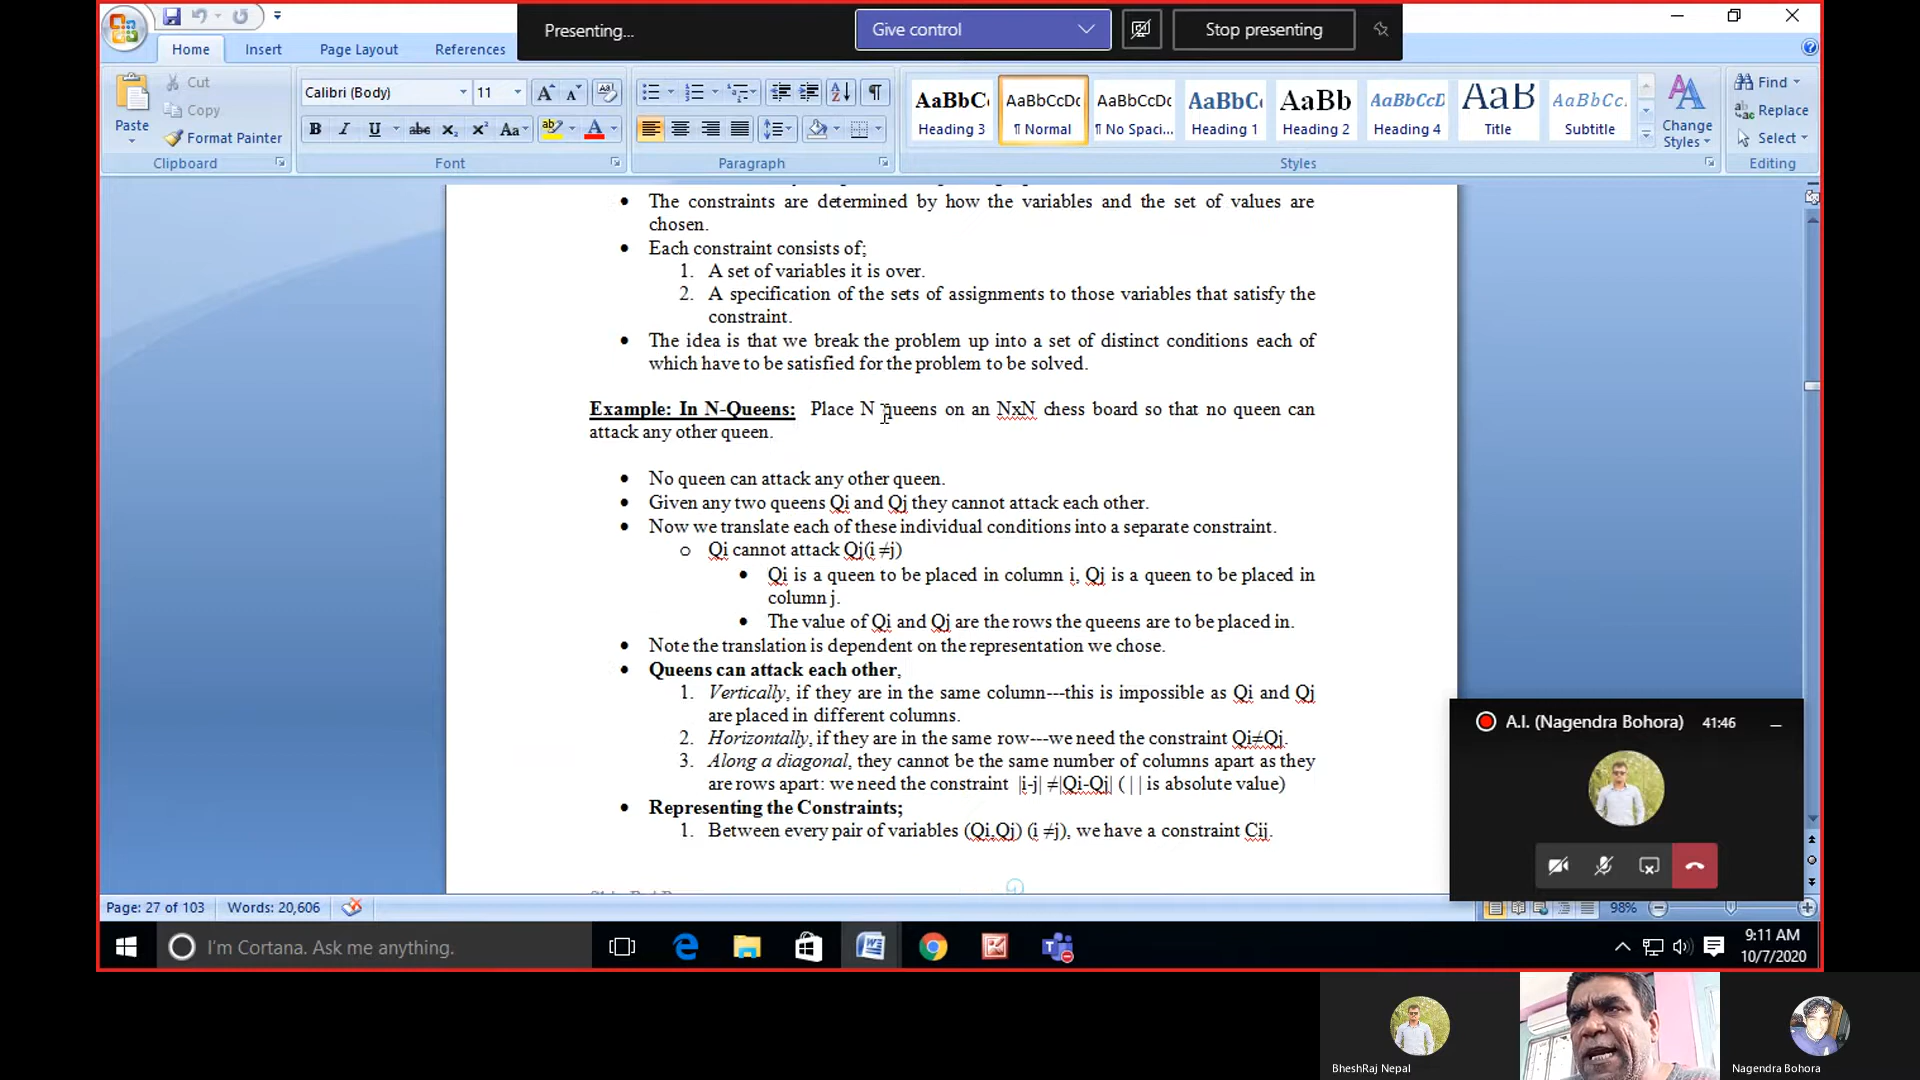 Presenting...
Give control
Stop presenting
Home
Insert
Page Layout
References
Paste
Cut
Copy
Format Painter
Clipboard
Calibri (Body)
11
Font
Paragraph
AaBbC
Heading 3
AaBbCcDc
¶ Normal
AaBbCcDc
¶ No Spaci...
AaBbC
Heading 1
AaBb
Heading 2
AaBbCcD
Heading 4
AaB
Title
AaBbCc.
Subtitle
Change
Styles
Styles
Find
Replace
Select
Editing
• The constraints are determined by how the variables and the set of values are
chosen.
• Each constraint consists of;
1. A set of variables it is over.
2. A specification of the sets of assignments to those variables that satisfy the
constraint.
• The idea is that we break the problem up into a set of distinct conditions each of
which have to be satisfied for the problem to be solved.
Example: In N-Queens: Place N queens on an NxN chess board so that no queen can
attack any other queen.
• No queen can attack any other queen.
• Given any two queens Qi and Qj they cannot attack each other.
• Now we translate each of these individual conditions into a separate constraint.
o Qi cannot attack Qj(i ≠j)
• Qi is a queen to be placed in column i, Qj is a queen to be placed in
column j.
• The value of Qi and Qj are the rows the queens are to be placed in.
• Note the translation is dependent on the representation we chose.
• Queens can attack each other,
1. Vertically, if they are in the same column---this is impossible as Qi and Qj
are placed in different columns.
2. Horizontally, if they are in the same row---we need the constraint Qi≠Qj.
3. Along a diagonal, they cannot be the same number of columns apart as they
are rows apart: we need the constraint |i-j| ≠|Qi-Qj| ( | | is absolute value)
• Representing the Constraints;
1. Between every pair of variables (Qi,Qj) (i ≠j), we have a constraint Cij.
A.I. (Nagendra Bohora) 41:46
Page: 27 of 103
Words: 20,606
98%
I'm Cortana. Ask me anything.
9:11 AM
10/7/2020
BheshRaj Nepal
Nagendra Bohora